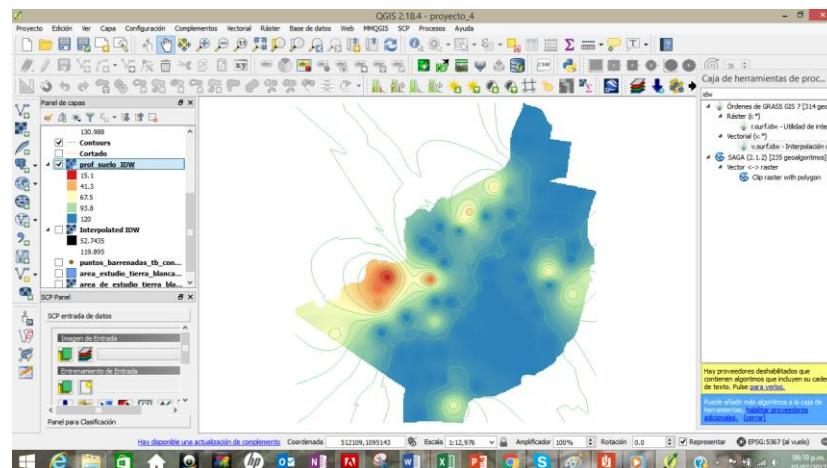 QGIS 2.18.4 - proyecto_4
Proyecto Edición Ver Capa Configuración Complementos Vectorial Ráster Base de datos Web MMQGIS SCP Procesos Ayuda
Panel de capas
130.988
Contours
Cortado
prof_suelo_IDW
15.1
41.3
67.5
93.8
120
Interpolated IDW
52.7435
119.895
puntos_barrenadas_tb_con...
area_estudio_tierra_blanca...
area_de_estudio_tierra_bla...
SCP Panel
SCP entrada de datos
Imagen de Entrada
Entrenamiento de Entrada
Panel para Clasificación
Caja de herramientas de proc...
idw
Órdenes de GRASS GIS 7 [314 geo
Ráster (r.*)
r.surf.idw - Utilidad de inte
Vectorial (v.*)
v.surf.idw - Interpolación
SAGA (2.1.2) [235 geoalgoritmos]
Vector <-> raster
Clip raster with polygon
Hay proveedores deshabilitados que
contienen algoritmos que incluyen su cade
de texto. Pulse para verlos.
Puede añadir más algoritmos a la caja de
herramientas, habilitar proveedores
adicionales. [cerrar]
Hay disponible una actualización de complemento Coordenada 512109,1095143 Escala 1:12,976 Amplificador 100% Rotación 0.0 Representar EPSG:5367 (al vuelo)
06:10 p.m.